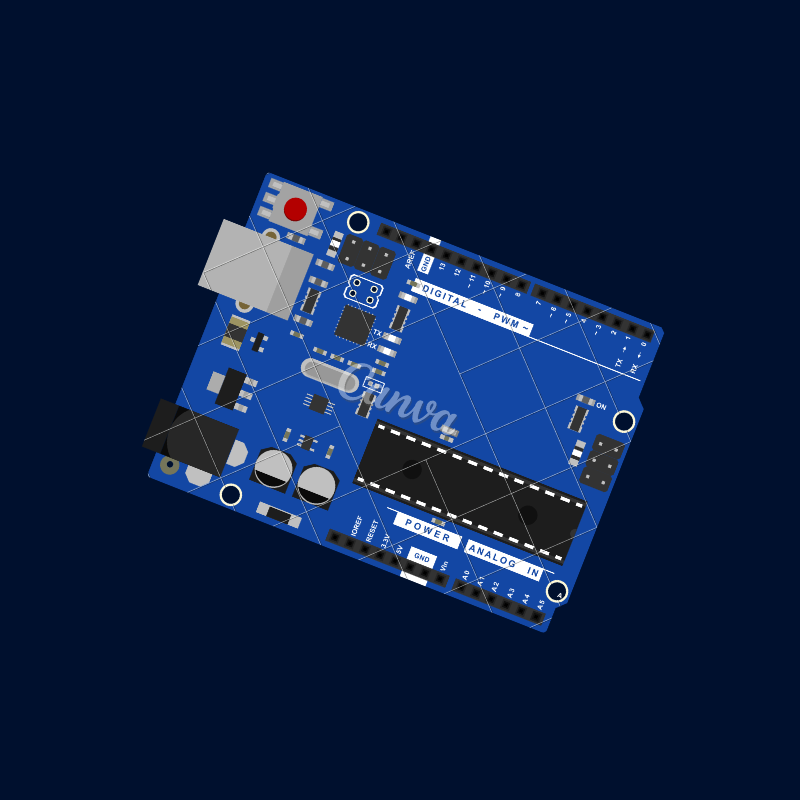 AREF
GND
13
12
~11
~10
~9
8
7
~6
~5
4
~3
2
1
0
TX →
RX ←
DIGITAL - PWM~
TX
RX
Canva
ON
IOREF
RESET
3.3V
5V
GND
Vin
POWER
ANALOG IN
A0
A1
A2
A3
A4
A5
A